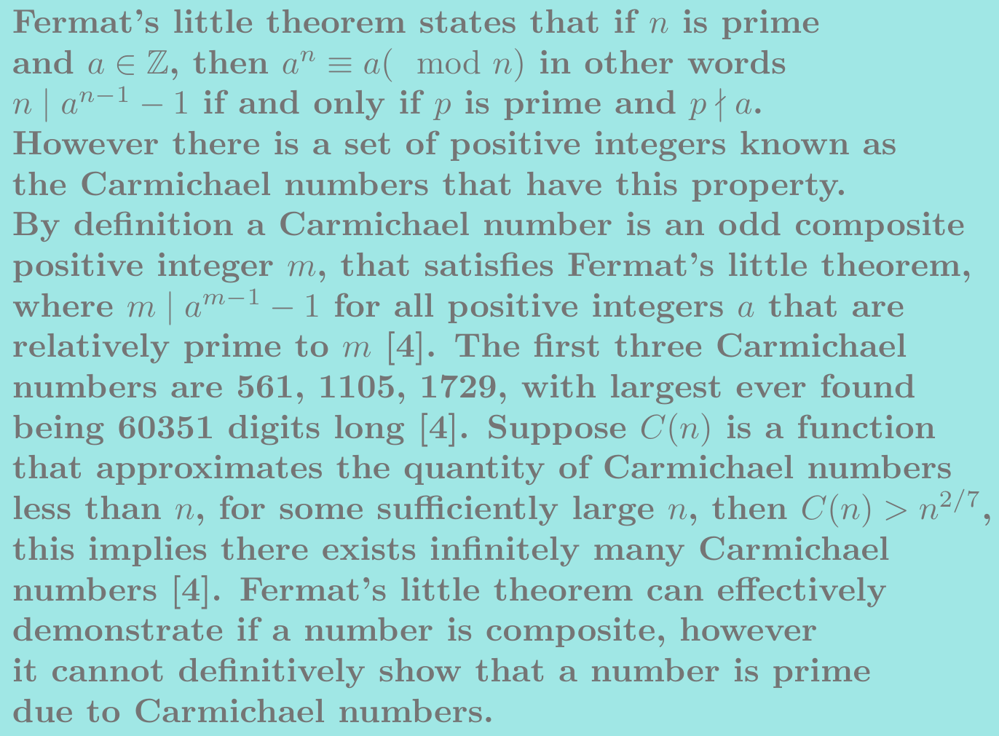 Fermat's little theorem states that if n is prime
and a ∈ ℤ, then aⁿ ≡ a( mod n) in other words
n | aⁿ⁻¹ − 1 if and only if p is prime and p ∤ a.
However there is a set of positive integers known as
the Carmichael numbers that have this property.
By definition a Carmichael number is an odd composite
positive integer m, that satisfies Fermat's little theorem,
where m | aᵐ⁻¹ − 1 for all positive integers a that are
relatively prime to m [4]. The first three Carmichael
numbers are 561, 1105, 1729, with largest ever found
being 60351 digits long [4]. Suppose C(n) is a function
that approximates the quantity of Carmichael numbers
less than n, for some sufficiently large n, then C(n) > n^{2/7},
this implies there exists infinitely many Carmichael
numbers [4]. Fermat's little theorem can effectively
demonstrate if a number is composite, however
it cannot definitively show that a number is prime
due to Carmichael numbers.